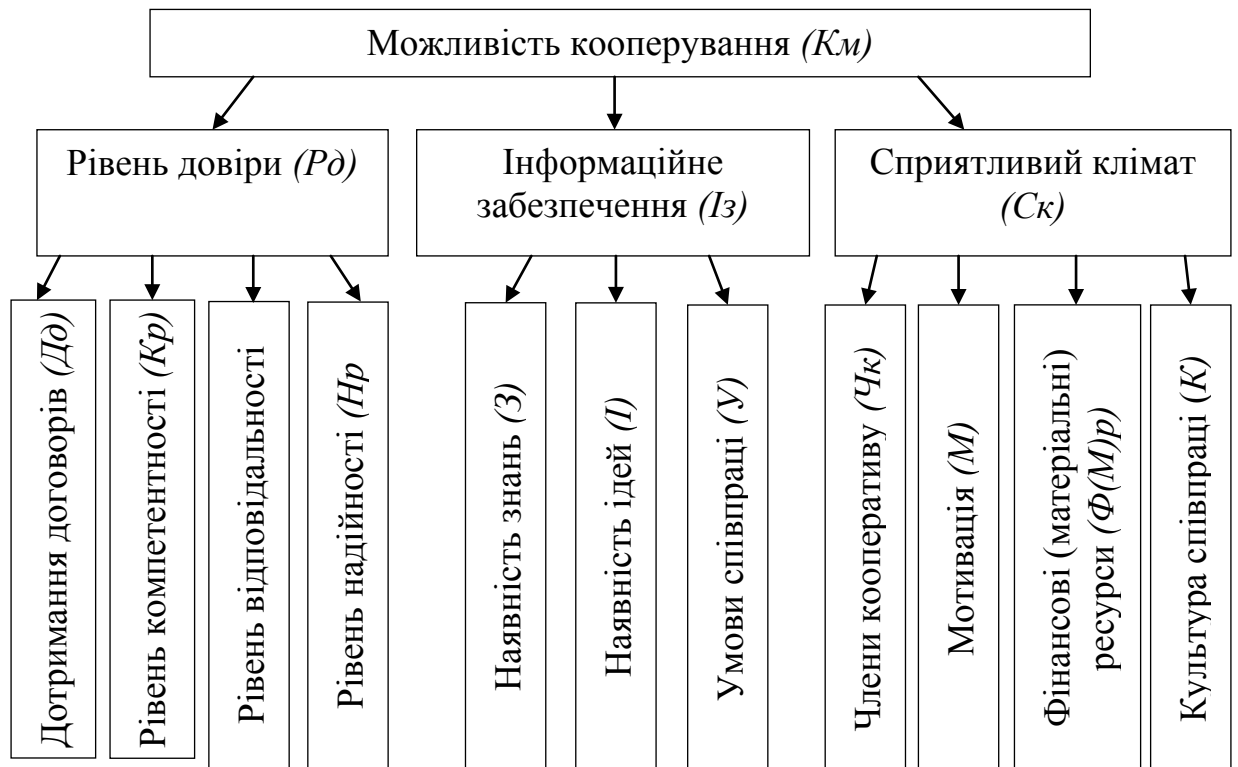 Можливість кооперування (Км)
Рівень довіри (Рд)
Інформаційне
забезпечення (Із)
Сприятливий клімат
(Ск)
Дотримання договорів (Дд)
Рівень компетентності (Кр)
Рівень відповідальності
Рівень надійності (Нр
Наявність знань (З)
Наявність ідей (І)
Умови співпраці (У)
Члени кооперативу (Чк)
Мотивація (М)
Фінансові (матеріальні)
ресурси (Ф(М)р)
Культура співпраці (К)